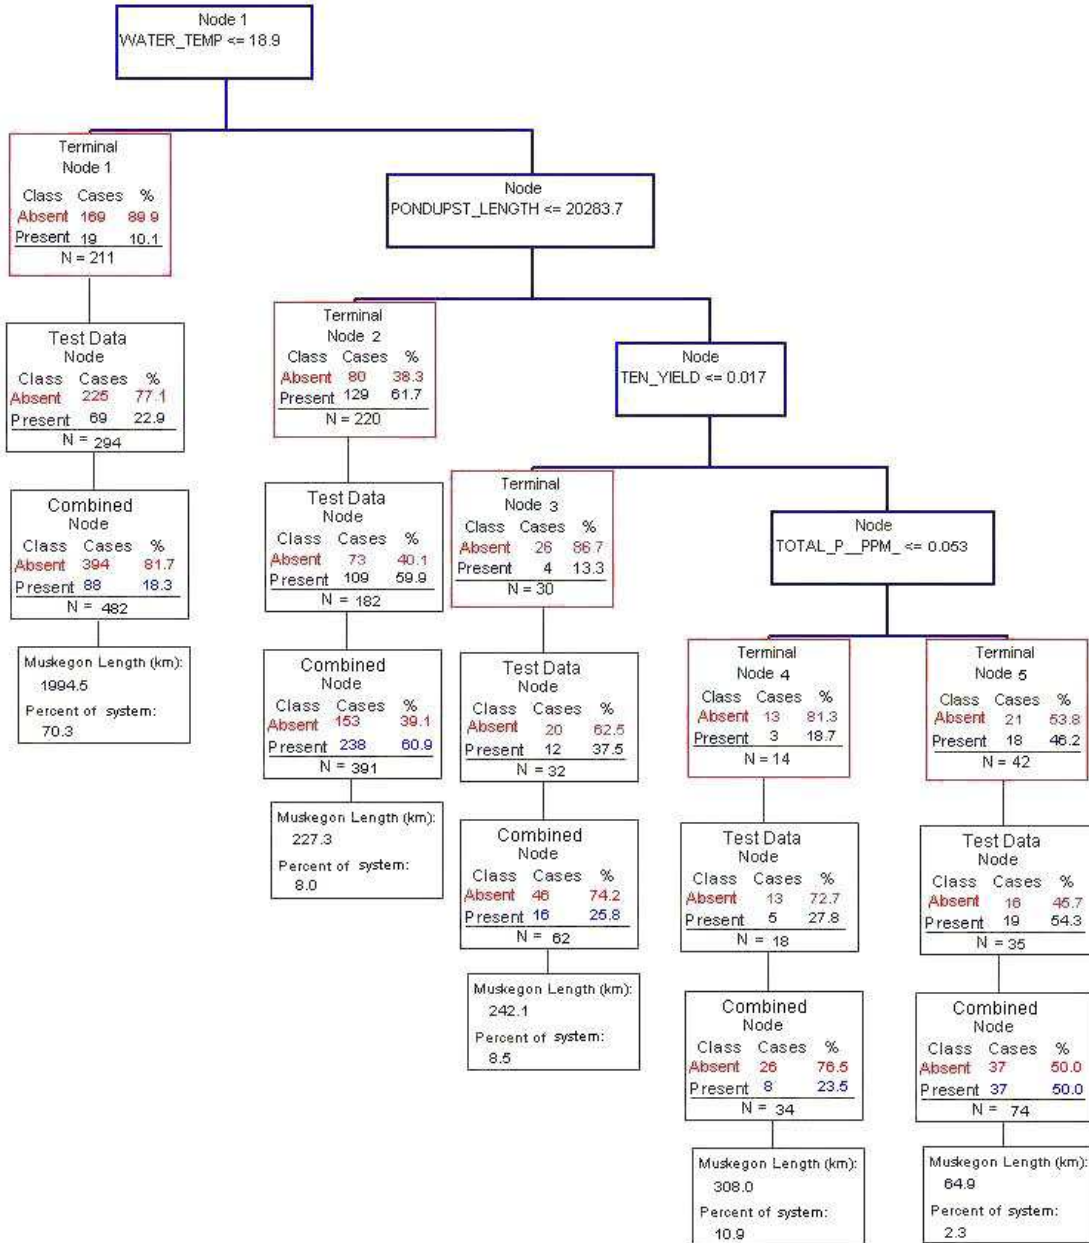 Node 1
WATER_TEMP <= 18.9
Terminal
Node 1
Class Cases %
Absent 169 89.9
Present 19 10.1
N = 211
Test Data
Node
Class Cases %
Absent 225 77.1
Present 69 22.9
N = 294
Combined
Node
Class Cases %
Absent 394 81.7
Present 88 18.3
N = 482
Muskegon Length (km):
1994.5
Percent of system:
70.3
Node
PONDUPST_LENGTH <= 20283.7
Terminal
Node 2
Class Cases %
Absent 80 38.3
Present 129 61.7
N = 220
Test Data
Node
Class Cases %
Absent 73 40.1
Present 109 59.9
N = 182
Combined
Node
Class Cases %
Absent 153 39.1
Present 238 60.9
N = 391
Muskegon Length (km):
227.3
Percent of system:
8.0
Node
TEN_YIELD <= 0.017
Terminal
Node 3
Class Cases %
Absent 26 86.7
Present 4 13.3
N = 30
Test Data
Node
Class Cases %
Absent 20 62.5
Present 12 37.5
N = 32
Combined
Node
Class Cases %
Absent 46 74.2
Present 16 25.8
N = 62
Muskegon Length (km):
242.1
Percent of system:
8.5
Node
TOTAL_P__PPM_ <= 0.053
Terminal
Node 4
Class Cases %
Absent 13 81.3
Present 3 18.7
N = 14
Test Data
Node
Class Cases %
Absent 13 72.7
Present 5 27.8
N = 18
Combined
Node
Class Cases %
Absent 26 76.5
Present 8 23.5
N = 34
Muskegon Length (km):
308.0
Percent of system:
10.9
Terminal
Node 5
Class Cases %
Absent 21 53.8
Present 18 46.2
N = 42
Test Data
Node
Class Cases %
Absent 16 45.7
Present 19 54.3
N = 35
Combined
Node
Class Cases %
Absent 37 50.0
Present 37 50.0
N = 74
Muskegon Length (km):
64.9
Percent of system:
2.3